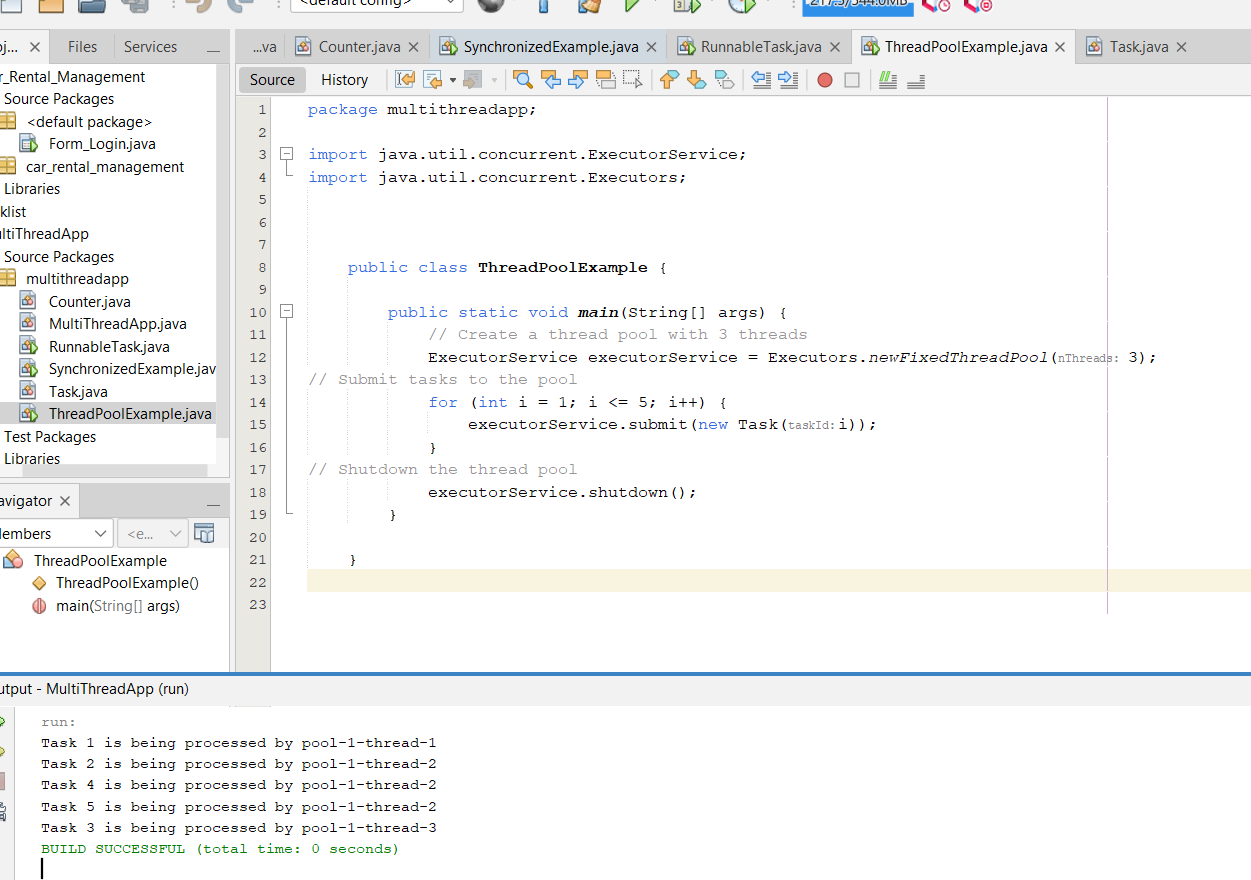 <default config>
217.5/544.0MB
oj...
Files
Services
...va
Counter.java
SynchronizedExample.java
RunnableTask.java
ThreadPoolExample.java
Task.java
r_Rental_Management
Source Packages
<default package>
Form_Login.java
car_rental_management
Libraries
klist
ltiThreadApp
Source Packages
multithreadapp
Counter.java
MultiThreadApp.java
RunnableTask.java
SynchronizedExample.jav
Task.java
ThreadPoolExample.java
Test Packages
Libraries
avigator
embers
<e...
ThreadPoolExample
ThreadPoolExample()
main(String[] args)
Source
History
1 package multithreadapp;
2
3 import java.util.concurrent.ExecutorService;
4 import java.util.concurrent.Executors;
5
6
7
8 public class ThreadPoolExample {
9
10 public static void main(String[] args) {
11 // Create a thread pool with 3 threads
12 ExecutorService executorService = Executors.newFixedThreadPool(nThreads: 3);
13 // Submit tasks to the pool
14 for (int i = 1; i <= 5; i++) {
15 executorService.submit(new Task(taskId:i));
16 }
17 // Shutdown the thread pool
18 executorService.shutdown();
19 }
20
21 }
22
23
utput - MultiThreadApp (run)
run:
Task 1 is being processed by pool-1-thread-1
Task 2 is being processed by pool-1-thread-2
Task 4 is being processed by pool-1-thread-2
Task 5 is being processed by pool-1-thread-2
Task 3 is being processed by pool-1-thread-3
BUILD SUCCESSFUL (total time: 0 seconds)